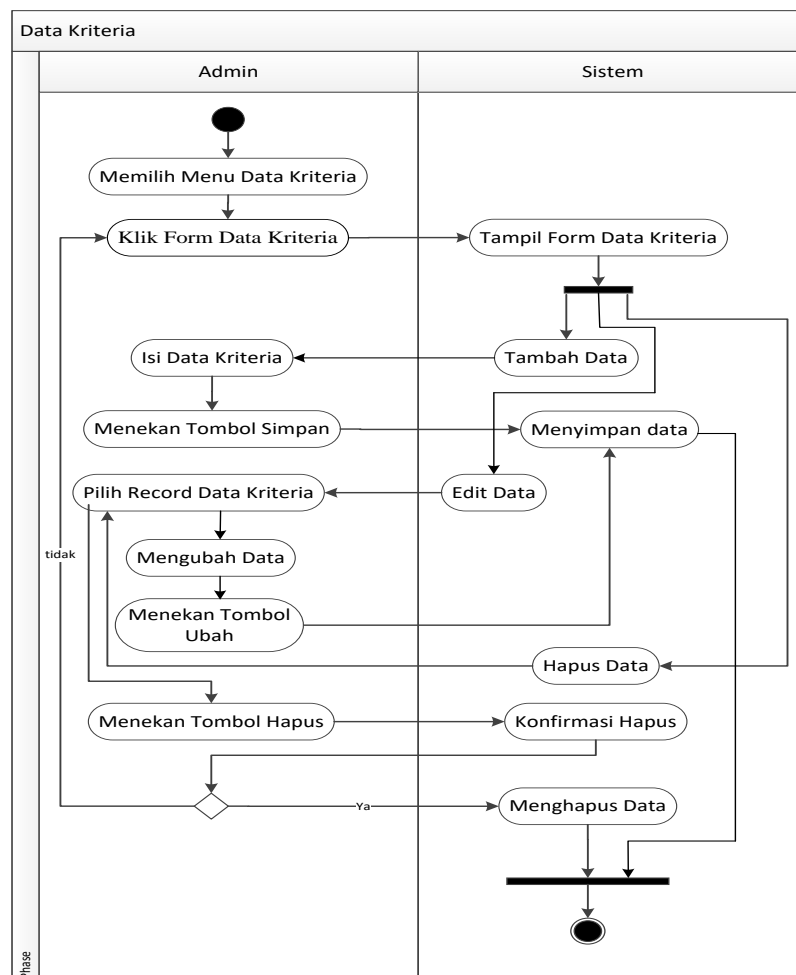 Data Kriteria
Admin
Sistem
Memilih Menu Data Kriteria
Klik Form Data Kriteria
Tampil Form Data Kriteria
Isi Data Kriteria
Tambah Data
Menekan Tombol Simpan
Menyimpan data
Pilih Record Data Kriteria
Edit Data
tidak
Mengubah Data
Menekan Tombol
Ubah
Hapus Data
Menekan Tombol Hapus
Konfirmasi Hapus
Ya
Menghapus Data
Phase